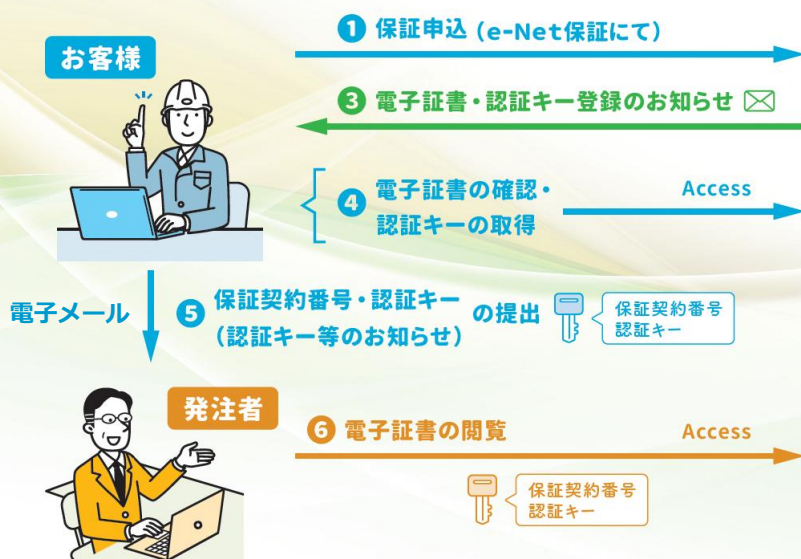 お客様
❶ 保証申込 (e-Net保証にて)
❸ 電子証書・認証キー登録のお知らせ
❹ 電子証書の確認・
認証キーの取得
Access
電子メール
❺ 保証契約番号・認証キー
(認証キー等のお知らせ)
の提出
保証契約番号
認証キー
発注者
❻ 電子証書の閲覧
Access
保証契約番号
認証キー